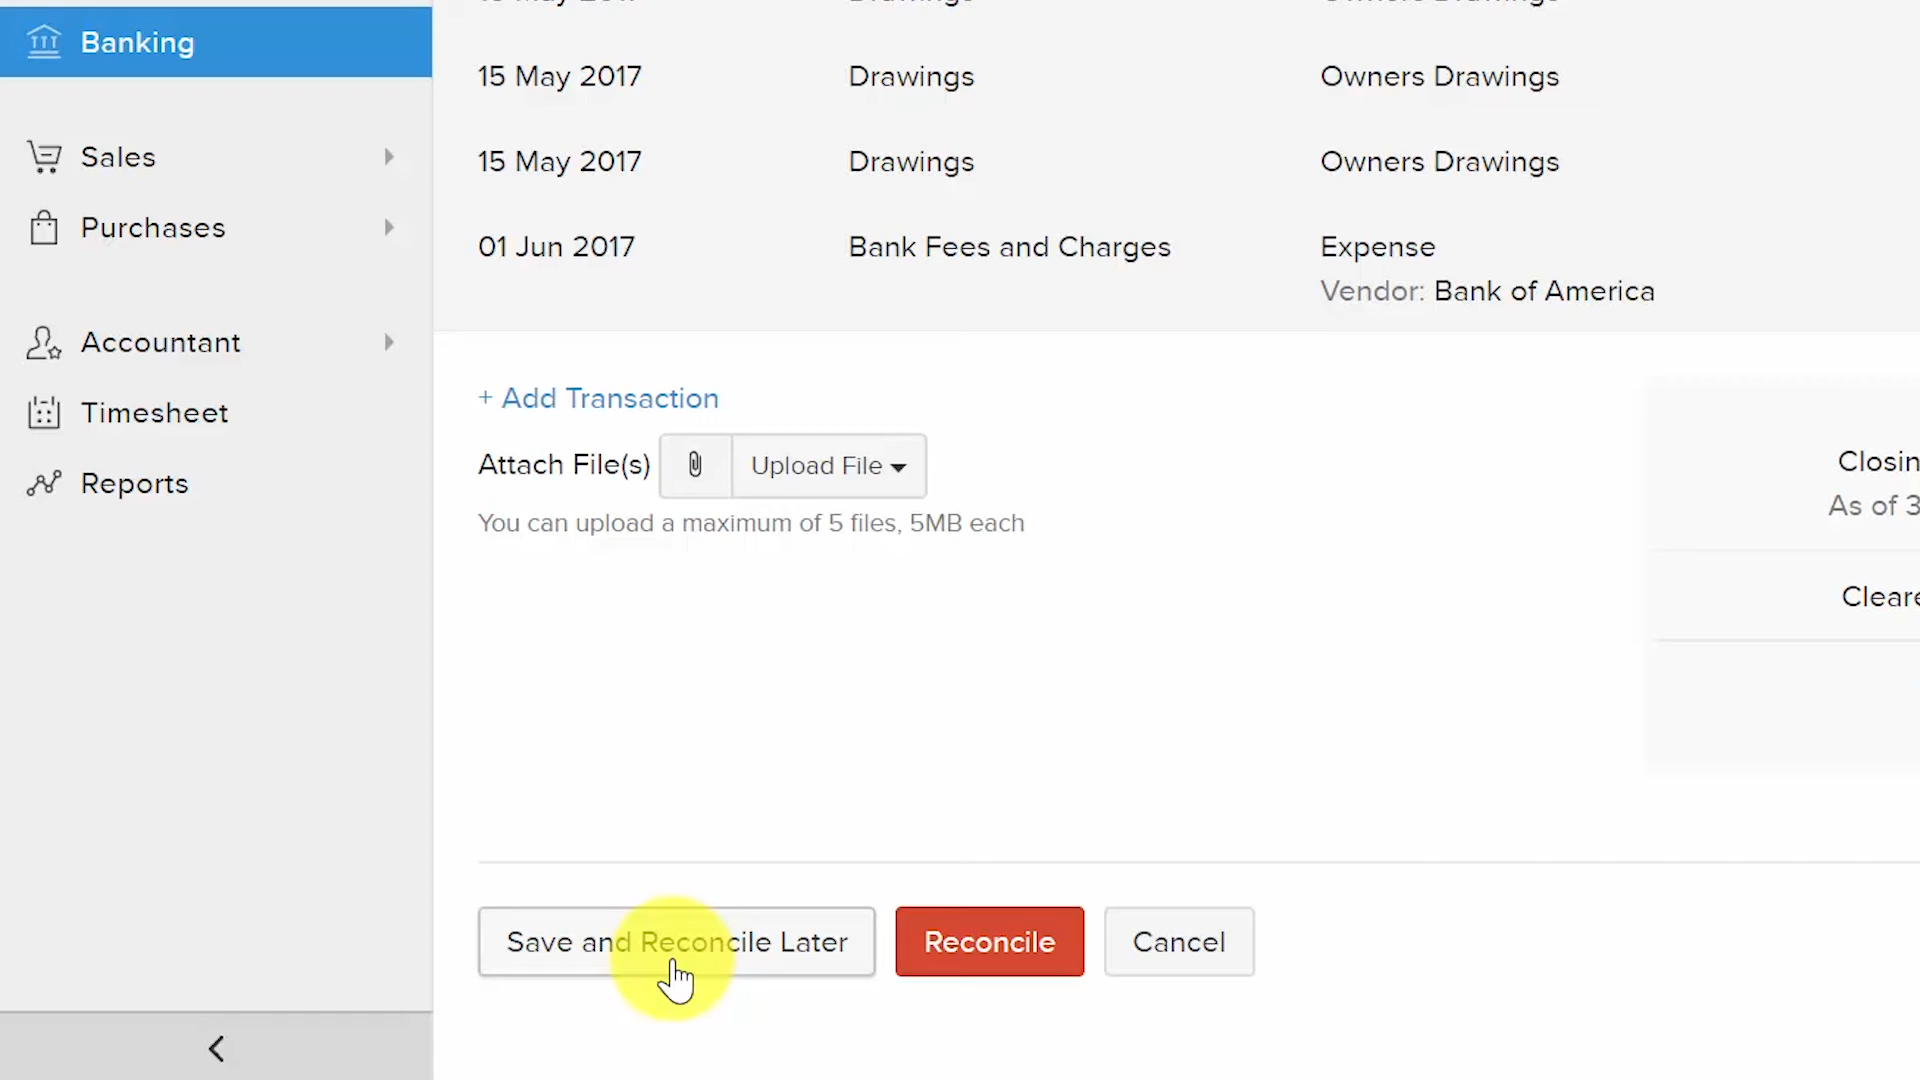 Banking
Sales
Purchases
Accountant
Timesheet
Reports
15 May 2017 Drawings Owners Drawings
15 May 2017 Drawings Owners Drawings
01 Jun 2017 Bank Fees and Charges Expense
Vendor: Bank of America
+ Add Transaction
Attach File(s) Upload File
You can upload a maximum of 5 files, 5MB each
Closin
As of 3
Cleare
Save and Reconcile Later Reconcile Cancel